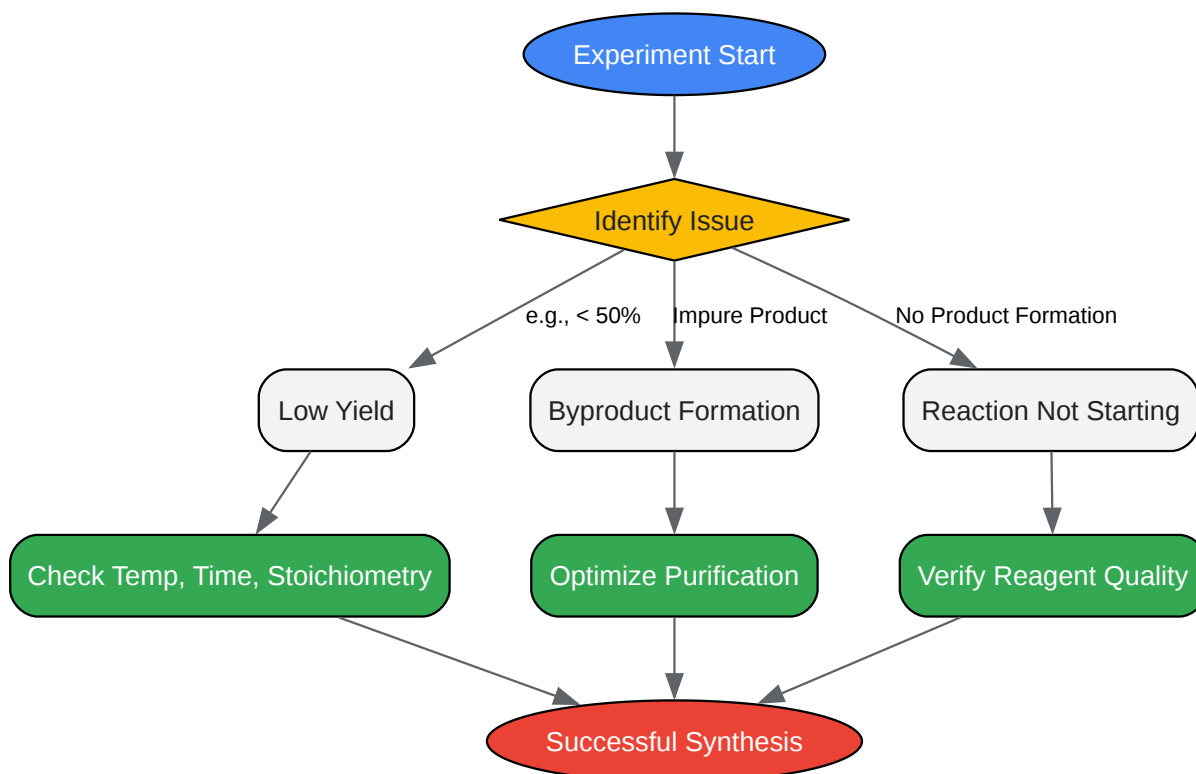 Experiment Start
Identify Issue
e.g., < 50%
Impure Product
No Product Formation
Low Yield
Byproduct Formation
Reaction Not Starting
Check Temp, Time, Stoichiometry
Optimize Purification
Verify Reagent Quality
Successful Synthesis